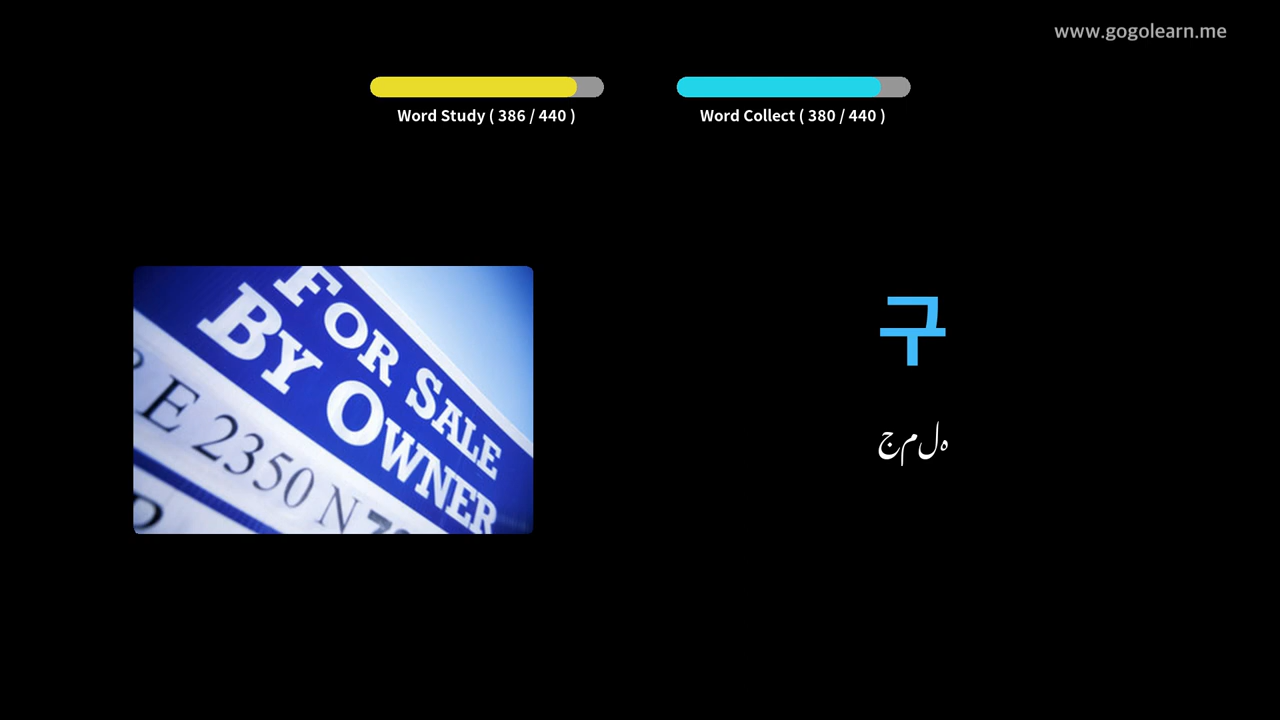 www.gogolearn.me
Word Study ( 386 / 440 )
Word Collect ( 380 / 440 )
FOR SALE
BY OWNER
E 2350 N
구
جملہ